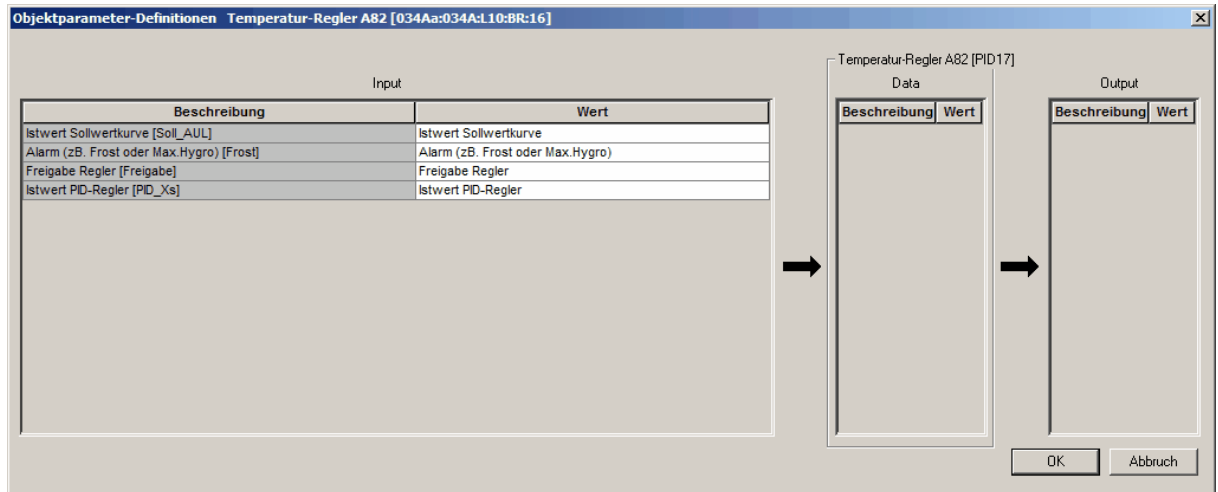 Objektparameter-Definitionen Temperatur-Regler A82 [034Aa:034A:L10:BR:16]
Temperatur-Regler A82 [PID17]
Input
Data
Output
Beschreibung Wert
Beschreibung Wert
Beschreibung Wert
Istwert Sollwertkurve [Soll_AUL] Istwert Sollwertkurve
Alarm (zB. Frost oder Max.Hygro) [Frost] Alarm (zB. Frost oder Max.Hygro)
Freigabe Regler [Freigabe] Freigabe Regler
Istwert PID-Regler [PID_Xs] Istwert PID-Regler
OK
Abbruch